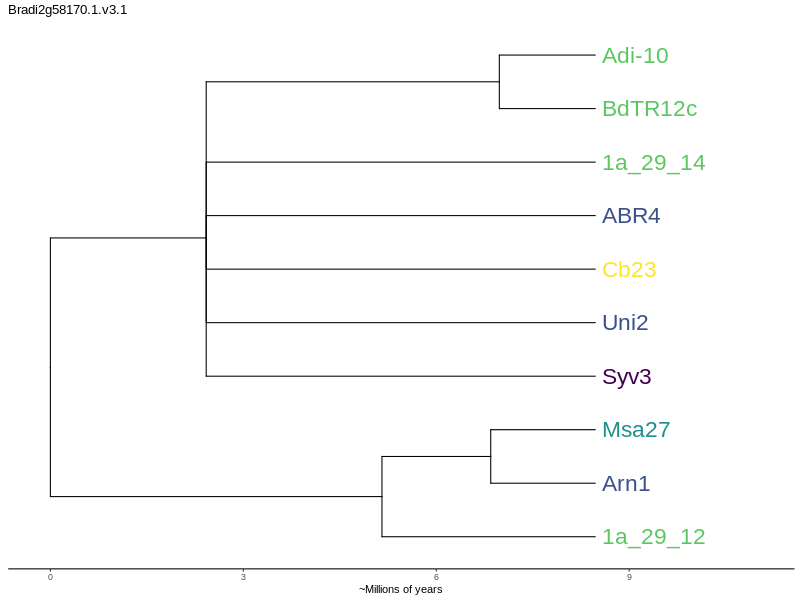 Bradi2g58170.1.v3.1
Adi-10
BdTR12c
1a_29_14
ABR4
Cb23
Uni2
Syv3
Msa27
Arn1
1a_29_12
0 3 6 9
~Millions of years